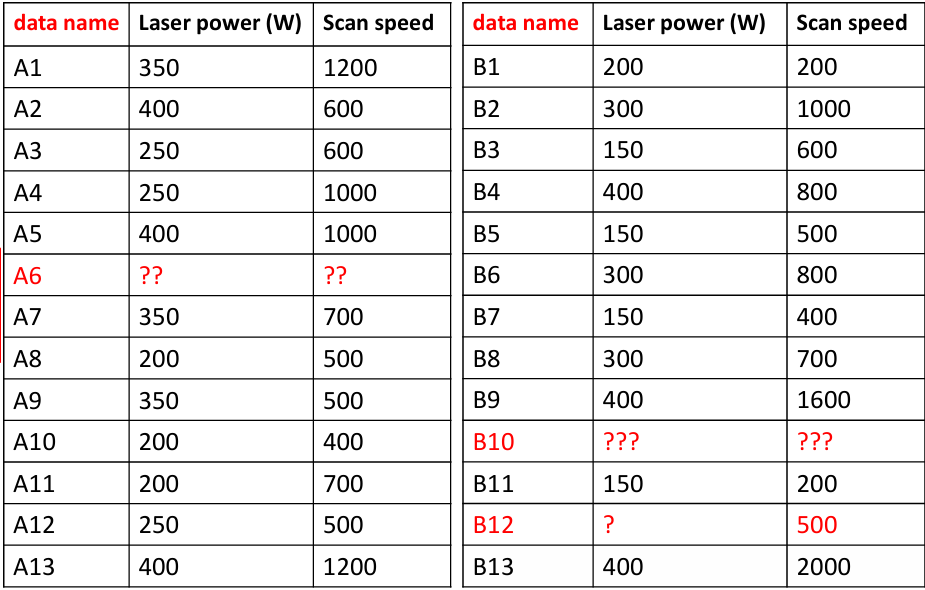 data name Laser power (W) Scan speed
A1 350 1200
A2 400 600
A3 250 600
A4 250 1000
A5 400 1000
A6 ?? ??
A7 350 700
A8 200 500
A9 350 500
A10 200 400
A11 200 700
A12 250 500
A13 400 1200
data name Laser power (W) Scan speed
B1 200 200
B2 300 1000
B3 150 600
B4 400 800
B5 150 500
B6 300 800
B7 150 400
B8 300 700
B9 400 1600
B10 ??? ???
B11 150 200
B12 ? 500
B13 400 2000